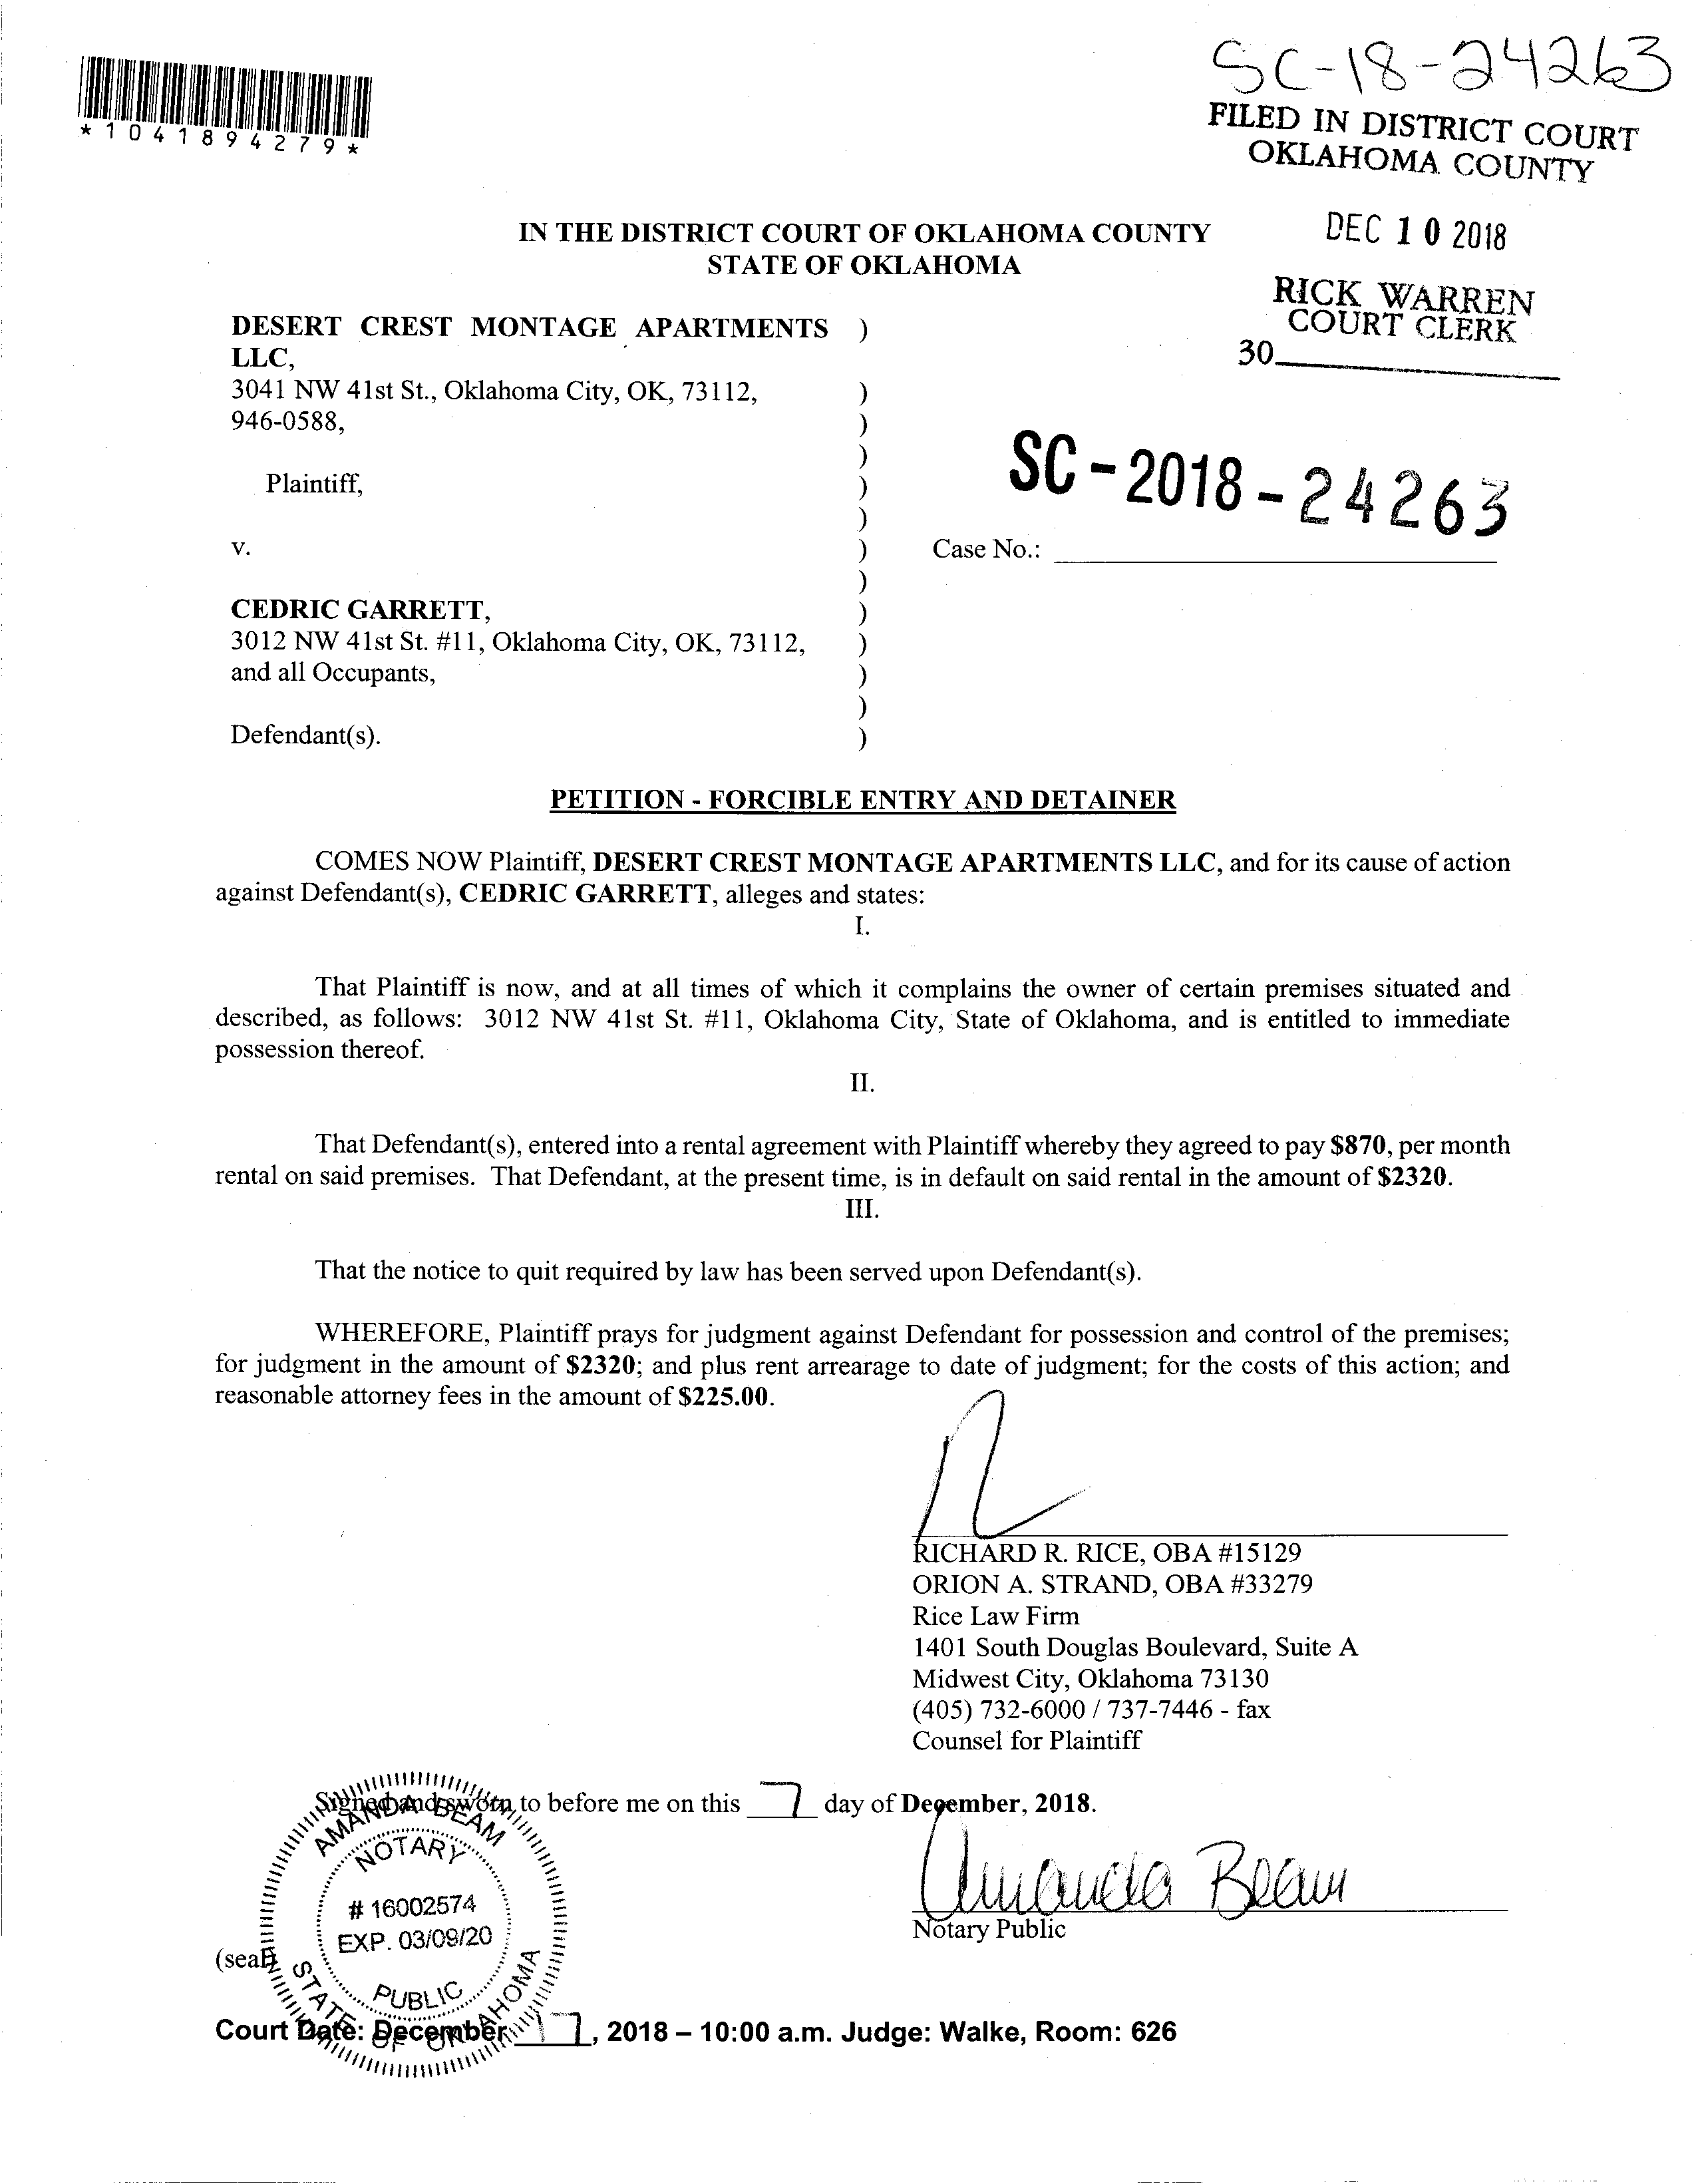 SC-18-24263
*1041894279*
FILED IN DISTRICT COURT
OKLAHOMA COUNTY
DEC 10 2018
RICK WARREN
COURT CLERK
30
IN THE DISTRICT COURT OF OKLAHOMA COUNTY
STATE OF OKLAHOMA
DESERT CREST MONTAGE APARTMENTS )
LLC,
3041 NW 41st St., Oklahoma City, OK, 73112, )
946-0588, )
)
Plaintiff, )
)
v. )
)
CEDRIC GARRETT, )
3012 NW 41st St. #11, Oklahoma City, OK, 73112, )
and all Occupants, )
)
Defendant(s). )
SC-2018-24263
Case No.:
PETITION - FORCIBLE ENTRY AND DETAINER
COMES NOW Plaintiff, DESERT CREST MONTAGE APARTMENTS LLC, and for its cause of action
against Defendant(s), CEDRIC GARRETT, alleges and states:
I.
That Plaintiff is now, and at all times of which it complains the owner of certain premises situated and
described, as follows: 3012 NW 41st St. #11, Oklahoma City, State of Oklahoma, and is entitled to immediate
possession thereof.
II.
That Defendant(s), entered into a rental agreement with Plaintiff whereby they agreed to pay $870, per month
rental on said premises. That Defendant, at the present time, is in default on said rental in the amount of $2320.
III.
That the notice to quit required by law has been served upon Defendant(s).
WHEREFORE, Plaintiff prays for judgment against Defendant for possession and control of the premises;
for judgment in the amount of $2320; and plus rent arrearage to date of judgment; for the costs of this action; and
reasonable attorney fees in the amount of $225.00.
RICHARD R. RICE, OBA #15129
ORION A. STRAND, OBA #33279
Rice Law Firm
1401 South Douglas Boulevard, Suite A
Midwest City, Oklahoma 73130
(405) 732-6000 / 737-7446 - fax
Counsel for Plaintiff
Signed and sworn to before me on this 7 day of December, 2018.
Amanda Beam
Notary Public
AMANDA BEAM
NOTARY
# 16002574
EXP. 03/09/20
PUBLIC
STATE OF OKLAHOMA
(seal)
Court Date: December 17, 2018 – 10:00 a.m. Judge: Walke, Room: 626